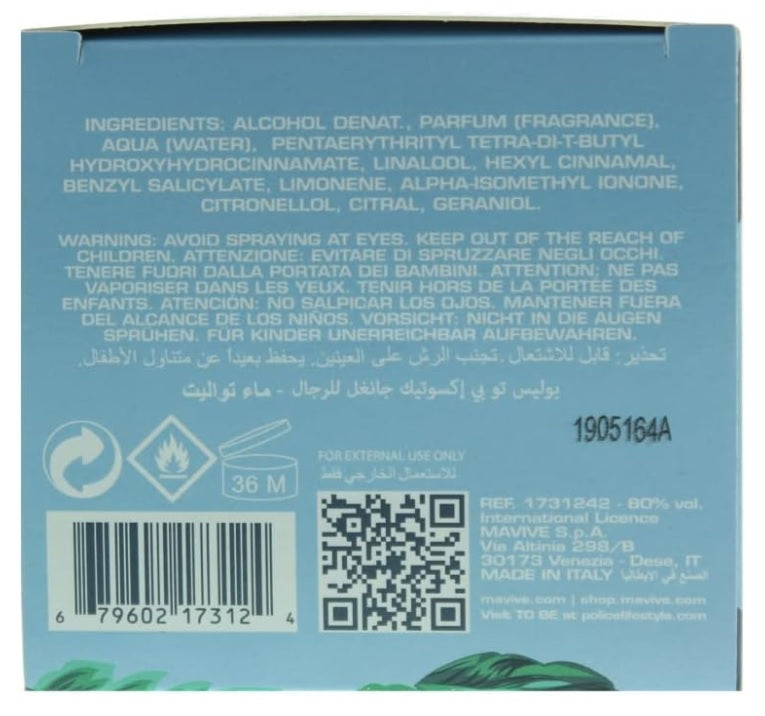 INGREDIENTS: ALCOHOL DENAT., PARFUM (FRAGRANCE),
AQUA (WATER), PENTAERYTHRITYL TETRA-DI-T-BUTYL
HYDROXYHYDROCINNAMATE, LINALOOL, HEXYL CINNAMAL,
BENZYL SALICYLATE, LIMONENE, ALPHA-ISOMETHYL IONONE,
CITRONELLOL, CITRAL, GERANIOL.
WARNING: AVOID SPRAYING AT EYES. KEEP OUT OF THE REACH OF
CHILDREN. ATTENZIONE: EVITARE DI SPRUZZARE NEGLI OCCHI.
TENERE FUORI DALLA PORTATA DEI BAMBINI. ATTENTION: NE PAS
VAPORISER DANS LES YEUX. TENIR HORS DE LA PORTÉE DES
ENFANTS. ATENCIÓN: NO SALPICAR LOS OJOS. MANTENER FUERA
DEL ALCANCE DE LOS NIÑOS. VORSICHT: NICHT IN DIE AUGEN
SPRÜHEN. FÜR KINDER UNERREICHBAR AUFBEWAHREN.
تحذير: قابل للاشتعال. تجنب الرش على العينين. يحفظ بعيداً عن متناول الأطفال.
بوليس تو بي إكسوتيك جانغل للرجال - ماء تواليت
1905164A
36 M
FOR EXTERNAL USE ONLY
للاستعمال الخارجي فقط
REF. 1731242 - 80% vol.
International Licence
MAVIVE S.p.A.
Via Altinia 298/B
30173 Venezia - Dese, IT
MADE IN ITALY الصنع في الايطاليا
mavive.com | shop.mavive.com
Visit TO BE at policelifestyle.com
6 79602 17312 4